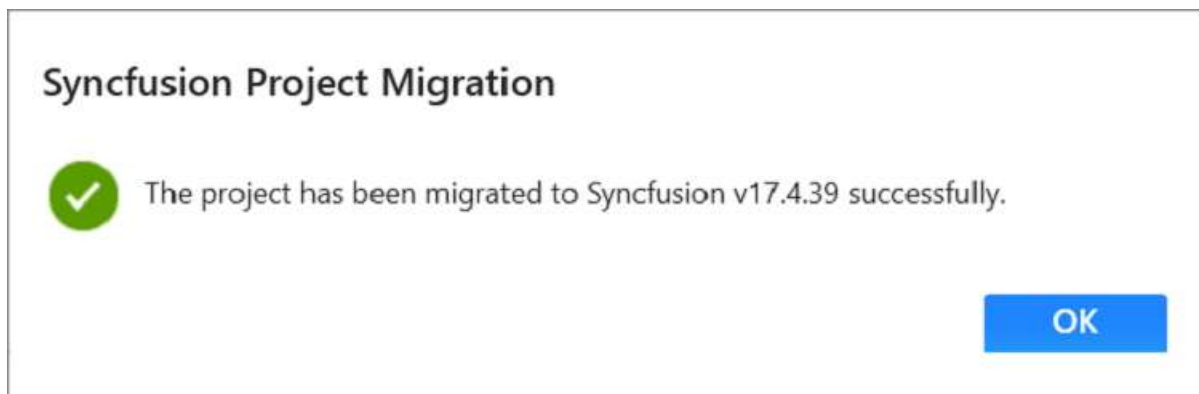 Syncfusion Project Migration
The project has been migrated to Syncfusion v17.4.39 successfully.
OK